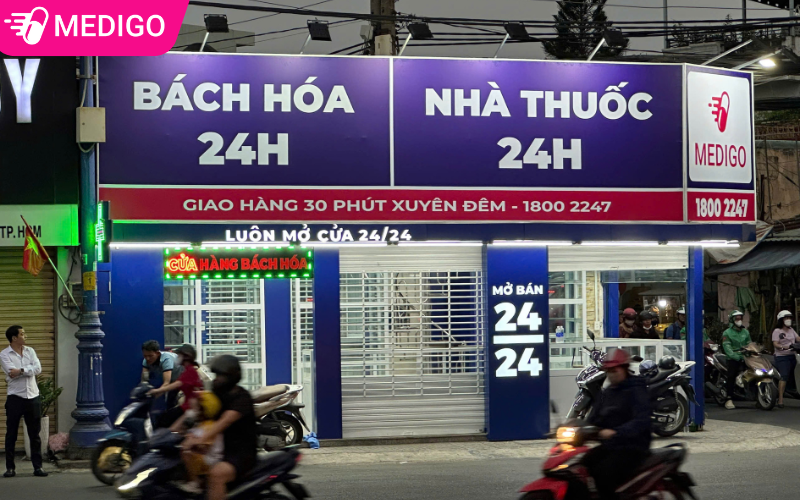 MEDIGO
BÁCH HÓA
24H
NHÀ THUỐC
24H
MEDIGO
GIAO HÀNG 30 PHÚT XUYÊN ĐÊM - 1800 2247
1800 2247
LUÔN MỞ CỬA 24/24
CỬA HÀNG BÁCH HÓA
MỞ BÁN
24
24
TP.HCM